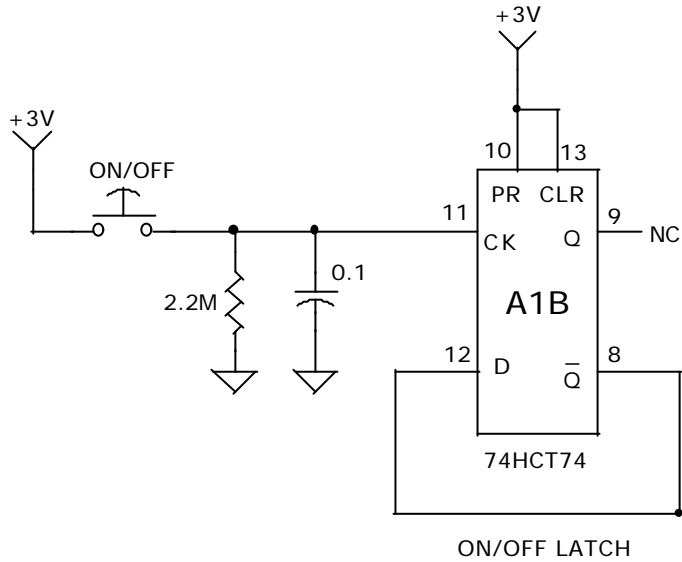 +3V
+3V
ON/OFF
10
13
PR
CLR
11
CK
Q
9
NC
2.2M
0.1
A1B
12
D
Q̅
8
74HCT74
ON/OFF LATCH